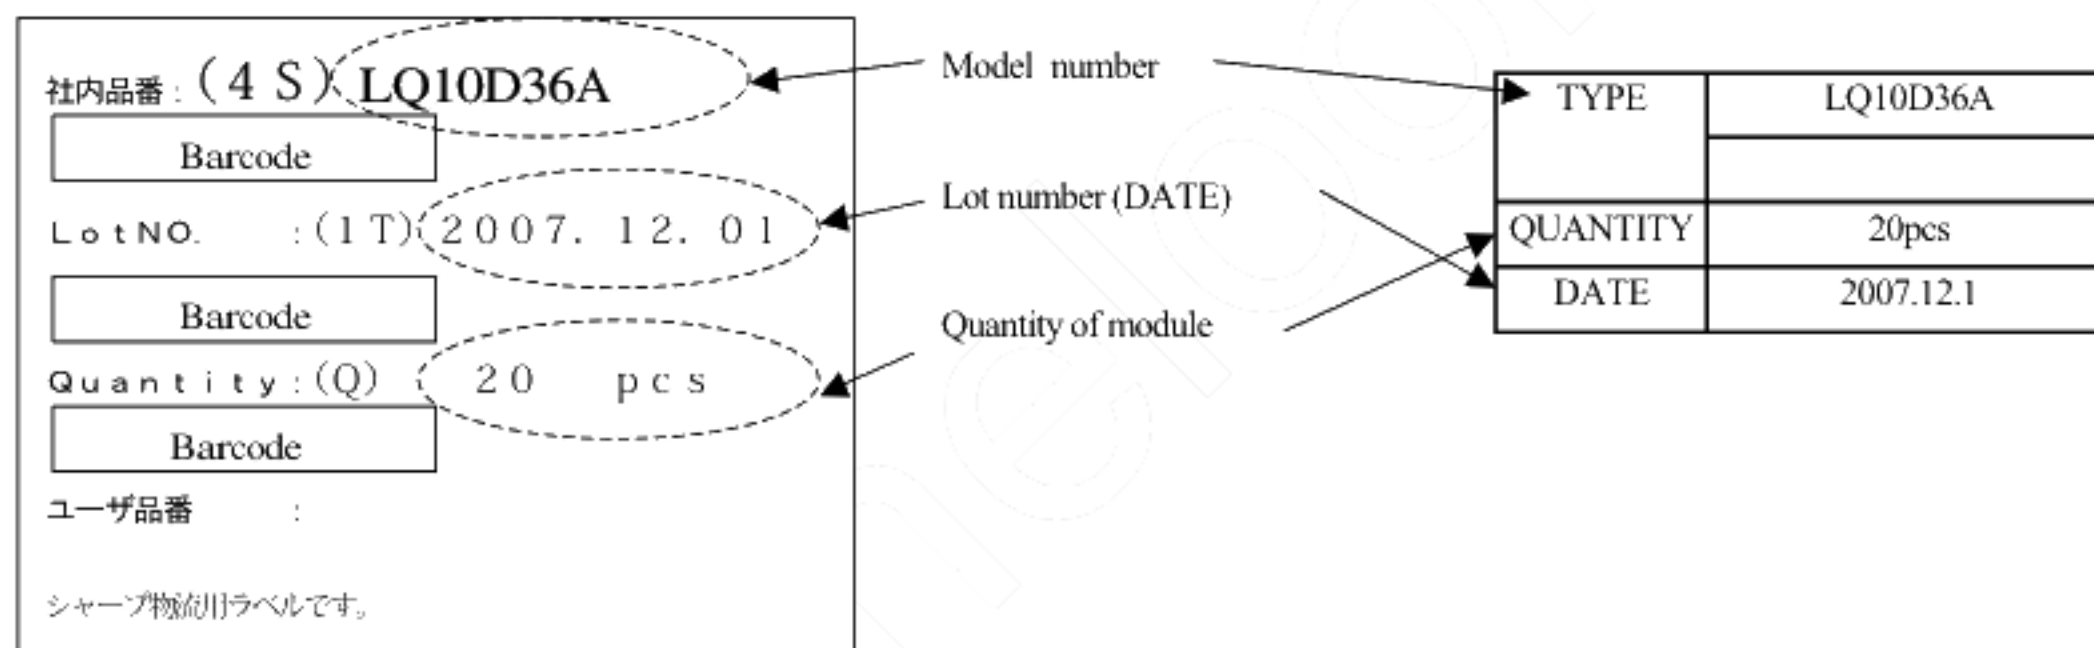 社内品番 : (4S) LQ10D36A
Barcode
LotNO. : (1T) 2007. 12. 01
Barcode
Quantity : (Q) 20 pcs
Barcode
ユーザ品番 :
シャープ物流用ラベルです。
Model number
Lot number (DATE)
Quantity of module
TYPE LQ10D36A
QUANTITY 20pcs
DATE 2007.12.1